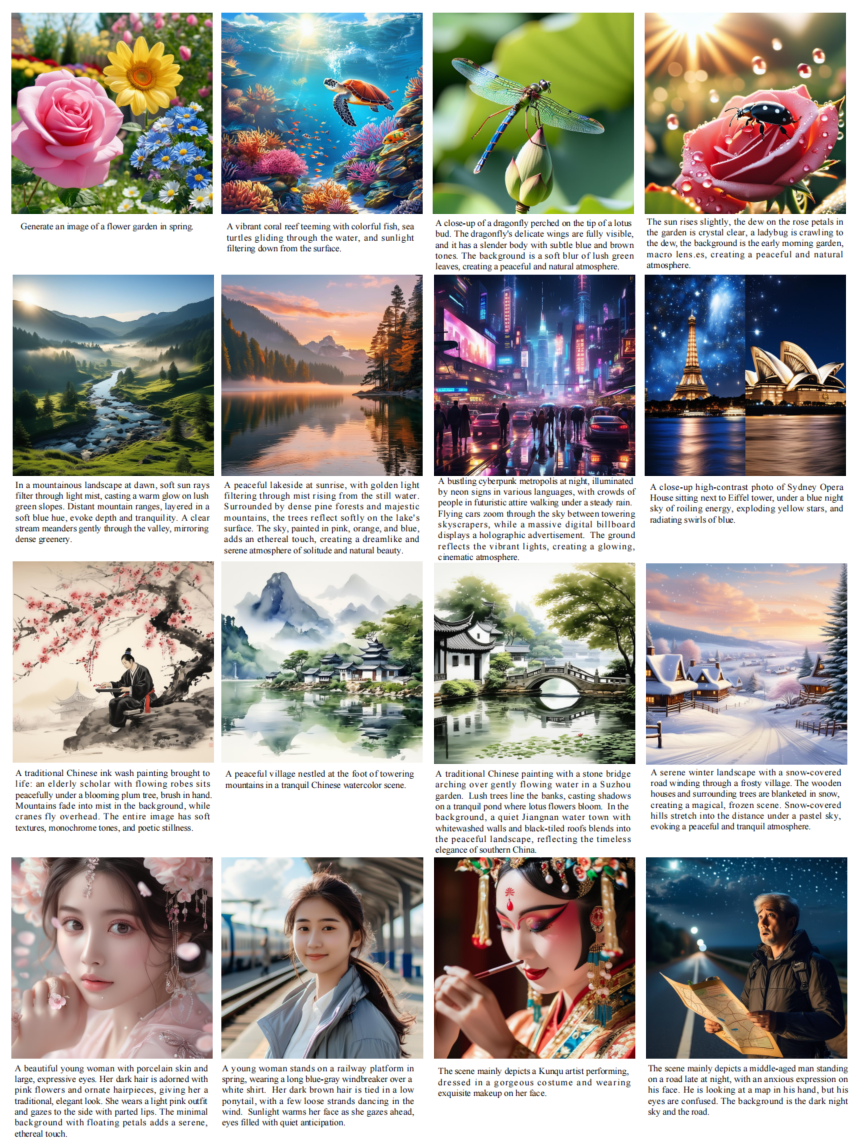 Generate an image of a flower garden in spring.
A vibrant coral reef teeming with colorful fish, sea
turtles gliding through the water, and sunlight
filtering down from the surface.
A close-up of a dragonfly perched on the tip of a lotus
bud. The dragonfly's delicate wings are fully visible,
and it has a slender body with subtle blue and brown
tones. The background is a soft blur of lush green
leaves, creating a peaceful and natural atmosphere.
The sun rises slightly, the dew on the rose petals in
the garden is crystal clear, a ladybug is crawling to
the dew, the background is the early morning garden,
macro lens.es, creating a peaceful and natural
atmosphere.
In a mountainous landscape at dawn, soft sun rays
filter through light mist, casting a warm glow on lush
green slopes. Distant mountain ranges, layered in a
soft blue hue, evoke depth and tranquility. A clear
stream meanders gently through the valley, mirroring
dense greenery.
A peaceful lakeside at sunrise, with golden light
filtering through mist rising from the still water.
Surrounded by dense pine forests and majestic
mountains, the trees reflect softly on the lake's
surface. The sky, painted in pink, orange, and blue,
adds an ethereal touch, creating a dreamlike and
serene atmosphere of solitude and natural beauty.
A bustling cyberpunk metropolis at night, illuminated
by neon signs in various languages, with crowds of
people in futuristic attire walking under a steady rain.
Flying cars zoom through the sky between towering
skyscrapers, while a massive digital billboard
displays a holographic advertisement. The ground
reflects the vibrant lights, creating a glowing,
cinematic atmosphere.
A close-up high-contrast photo of Sydney Opera
House sitting next to Eiffel tower, under a blue night
sky of roiling energy, exploding yellow stars, and
radiating swirls of blue.
A traditional Chinese ink wash painting brought to
life: an elderly scholar with flowing robes sits
peacefully under a blooming plum tree, brush in hand.
Mountains fade into mist in the background, while
cranes fly overhead. The entire image has soft
textures, monochrome tones, and poetic stillness.
A peaceful village nestled at the foot of towering
mountains in a tranquil Chinese watercolor scene.
A traditional Chinese painting with a stone bridge
arching over gently flowing water in a Suzhou
garden. Lush trees line the banks, casting shadows
on a tranquil pond where lotus flowers bloom. In the
background, a quiet Jiangnan water town with
whitewashed walls and black-tiled roofs blends into
the peaceful landscape, reflecting the timeless
elegance of southern China.
A serene winter landscape with a snow-covered
road winding through a frosty village. The wooden
houses and surrounding trees are blanketed in snow,
creating a magical, frozen scene. Snow-covered
hills stretch into the distance under a pastel sky,
evoking a peaceful and tranquil atmosphere.
A beautiful young woman with porcelain skin and
large, expressive eyes. Her dark hair is adorned with
pink flowers and ornate hairpieces, giving her a
traditional, elegant look. She wears a light pink outfit
and gazes to the side with parted lips. The minimal
background with floating petals adds a serene,
ethereal touch.
A young woman stands on a railway platform in
spring, wearing a long blue-gray windbreaker over a
white shirt. Her dark brown hair is tied in a low
ponytail, with a few loose strands dancing in the
wind. Sunlight warms her face as she gazes ahead,
eyes filled with quiet anticipation.
The scene mainly depicts a Kunqu artist performing,
dressed in a gorgeous costume and wearing
exquisite makeup on her face.
The scene mainly depicts a middle-aged man standing
on a road late at night, with an anxious expression on
his face. He is looking at a map in his hand, but his
eyes are confused. The background is the dark night
sky and the road.